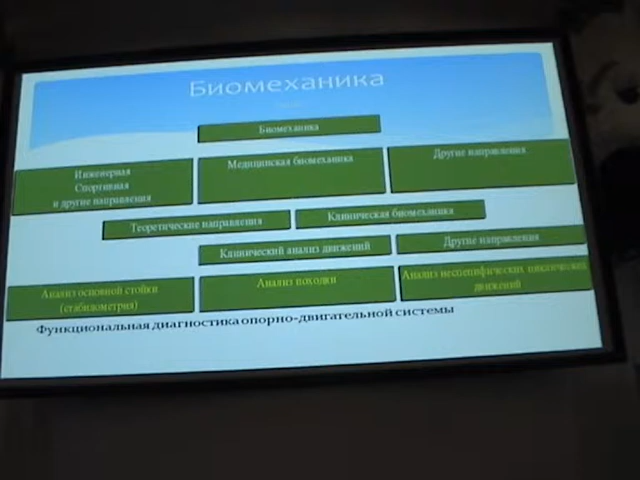 Биомеханика
Биомеханика
Инженерная
Спортивная
и другие направления
Медицинская биомеханика
Другие направления
Теоретические направления
Клиническая биомеханика
Клинический анализ движений
Другие направления
Анализ основной стойки
(стабилометрия)
Анализ походки
Анализ неспецифических циклических
движений
Функциональная диагностика опорно-двигательной системы